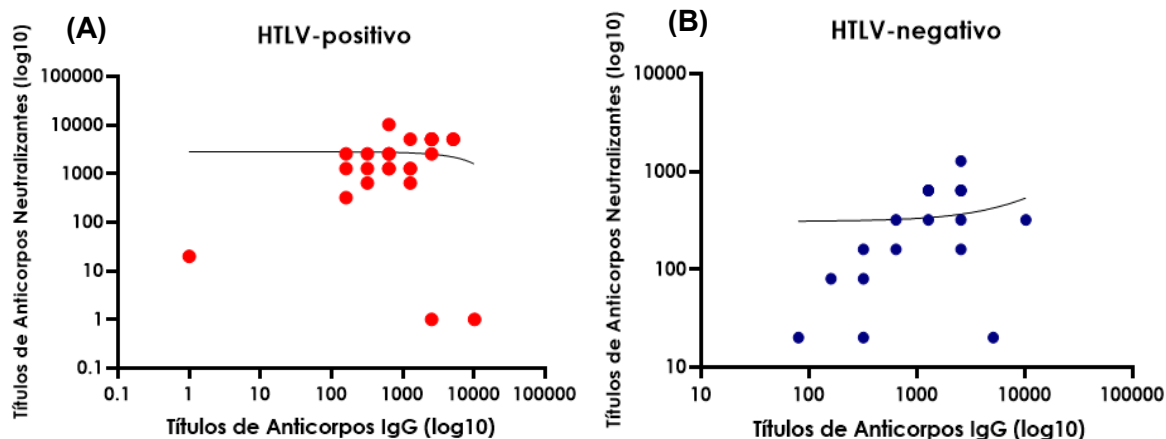 (A)
HTLV-positivo
Títulos de Anticorpos Neutralizantes (log10)
100000
10000
1000
100
10
1
0.1
0.1
1
10
100
1000
10000
100000
Títulos de Anticorpos IgG (log10)
(B)
HTLV-negativo
Títulos de Anticorpos Neutralizantes (log10)
10000
1000
100
10
10
100
1000
10000
100000
Títulos de Anticorpos IgG (log10)